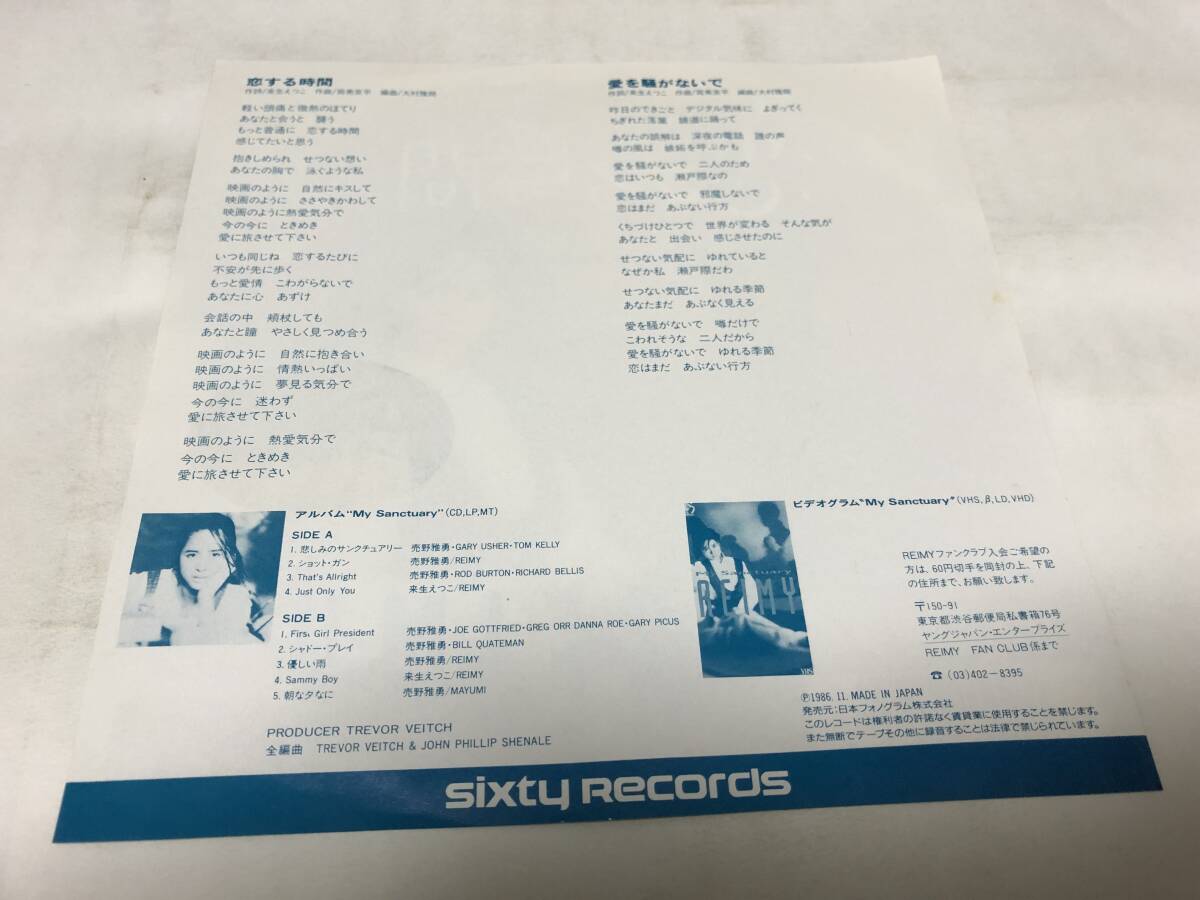 恋する時間
作詞/来生えつこ 作曲/筒美京平 編曲/大村雅朗
軽い頭痛と微熱のほてり
あなたと会うと 襲う
もっと普通に 恋する時間
感じてたいと思う
抱きしめられ せつない想い
あなたの胸で 泳ぐような私
映画のように 自然にキスして
映画のように ささやきかわして
映画のように熱愛気分で
今の今に ときめき
愛に旅させて下さい
いつも同じね 恋するたびに
不安が先に歩く
もっと愛情 こわがらないで
あなたに心 あずけ
会話の中 頬杖しても
あなたと瞳 やさしく見つめ合う
映画のように 自然に抱き合い
映画のように 情熱いっぱい
映画のように 夢見る気分で
今の今に 迷わず
愛に旅させて下さい
映画のように 熱愛気分で
今の今に ときめき
愛に旅させて下さい
愛を騒がないで
作詞/来生えつこ 作曲/筒美京平 編曲/大村雅朗
昨日のできごと デジタル気味に よぎってく
ちぎれた落葉 舗道に踊って
あなたの誤解は 深夜の電話 誰の声
噂の風は 嫉妬を呼ぶかも
愛を騒がないで 二人のため
恋はいつも 瀬戸際なの
愛を騒がないで 邪魔しないで
恋はまだ あぶない行方
くちづけひとつで 世界が変わる そんな気が
あなたと 出会い 感じさせたのに
せつない気配に ゆれていると
なぜか私 瀬戸際だわ
せつない気配に ゆれる季節
あなたまだ あぶなく見える
愛を騒がないで 噂だけで
こわれそうな 二人だから
愛を騒がないで ゆれる季節
恋はまだ あぶない行方
アルバム"My Sanctuary"(CD,LP,MT)
SIDE A
1. 悲しみのサンクチュアリー 売野雅勇・GARY USHER・TOM KELLY
2. ショット・ガン 売野雅勇/REIMY
3. That's Allright 売野雅勇・ROD BURTON・RICHARD BELLIS
4. Just Only You 来生えつこ/REIMY
SIDE B
1. First Girl President 売野雅勇・JOE GOTTFRIED・GREG ORR DANNA ROE・GARY PICUS
2. シャドー・プレイ 売野雅勇・BILL QUATEMAN
3. 優しい雨 売野雅勇/REIMY
4. Sammy Boy 来生えつこ/REIMY
5. 朝な夕なに 売野雅勇/MAYUMI
PRODUCER TREVOR VEITCH
全編曲 TREVOR VEITCH & JOHN PHILLIP SHENALE
ビデオグラム"My Sanctuary"(VHS,β,LD,VHD)
My Sanctuary
REIMY
VHS
REIMYファンクラブ入会ご希望の
方は、60円切手を同封の上、下記
の住所まで、お願い致します。
〒150-91
東京都渋谷郵便局私書箱76号
ヤングジャパン・エンタープライズ
REIMY FAN CLUB係まで
☎(03)402-8395
Ⓟ1986. 11. MADE IN JAPAN
発売元:日本フォノグラム株式会社
このレコードは権利者の許諾なく賃貸業に使用することを禁じます。
また無断でテープその他に録音することは法律で禁じられています。
sixty RECORDS